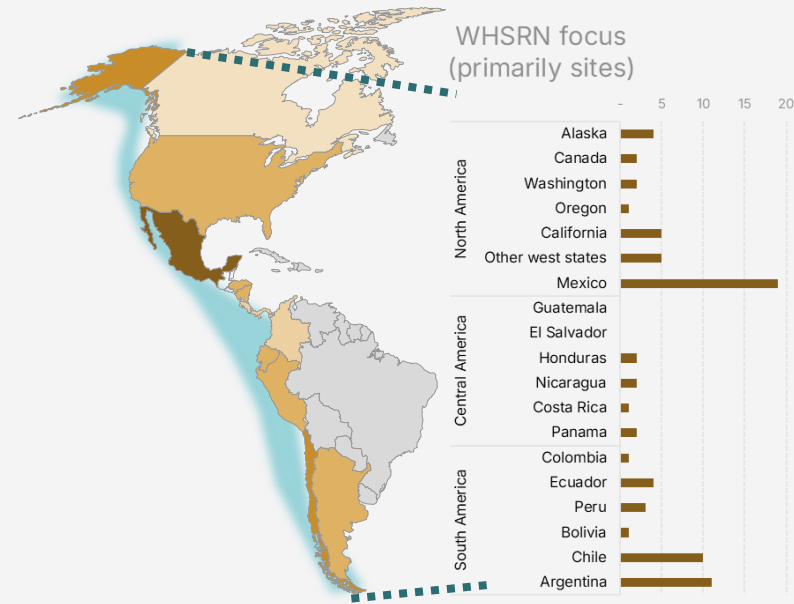 WHSRN focus
(primarily sites)
– 5 10 15 20
North America
Alaska
Canada
Washington
Oregon
California
Other west states
Mexico
Central America
Guatemala
El Salvador
Honduras
Nicaragua
Costa Rica
Panama
South America
Colombia
Ecuador
Peru
Bolivia
Chile
Argentina